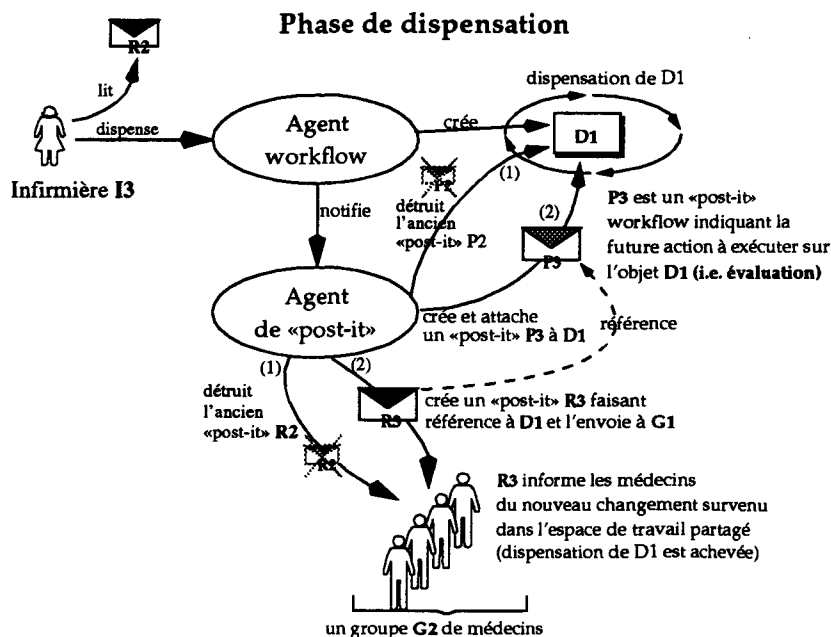 Phase de dispensation
R2
lit
dispense
Infirmière I3
Agent
workflow
crée
dispensation de D1
D1
(1)
P2
détruit
l'ancien
«post-it» P2
notifie
(2)
P3
P3 est un «post-it»
workflow indiquant la
future action à exécuter sur
l'objet D1 (i.e. évaluation)
Agent
de «post-it»
crée et attache
un «post-it» P3 à D1
référence
(1)
(2)
détruit
l'ancien
«post-it» R2
R2
R3
crée un «post-it» R3 faisant
référence à D1 et l'envoie à G1
R3 informe les médecins
du nouveau changement survenu
dans l'espace de travail partagé
(dispensation de D1 est achevée)
un groupe G2 de médecins